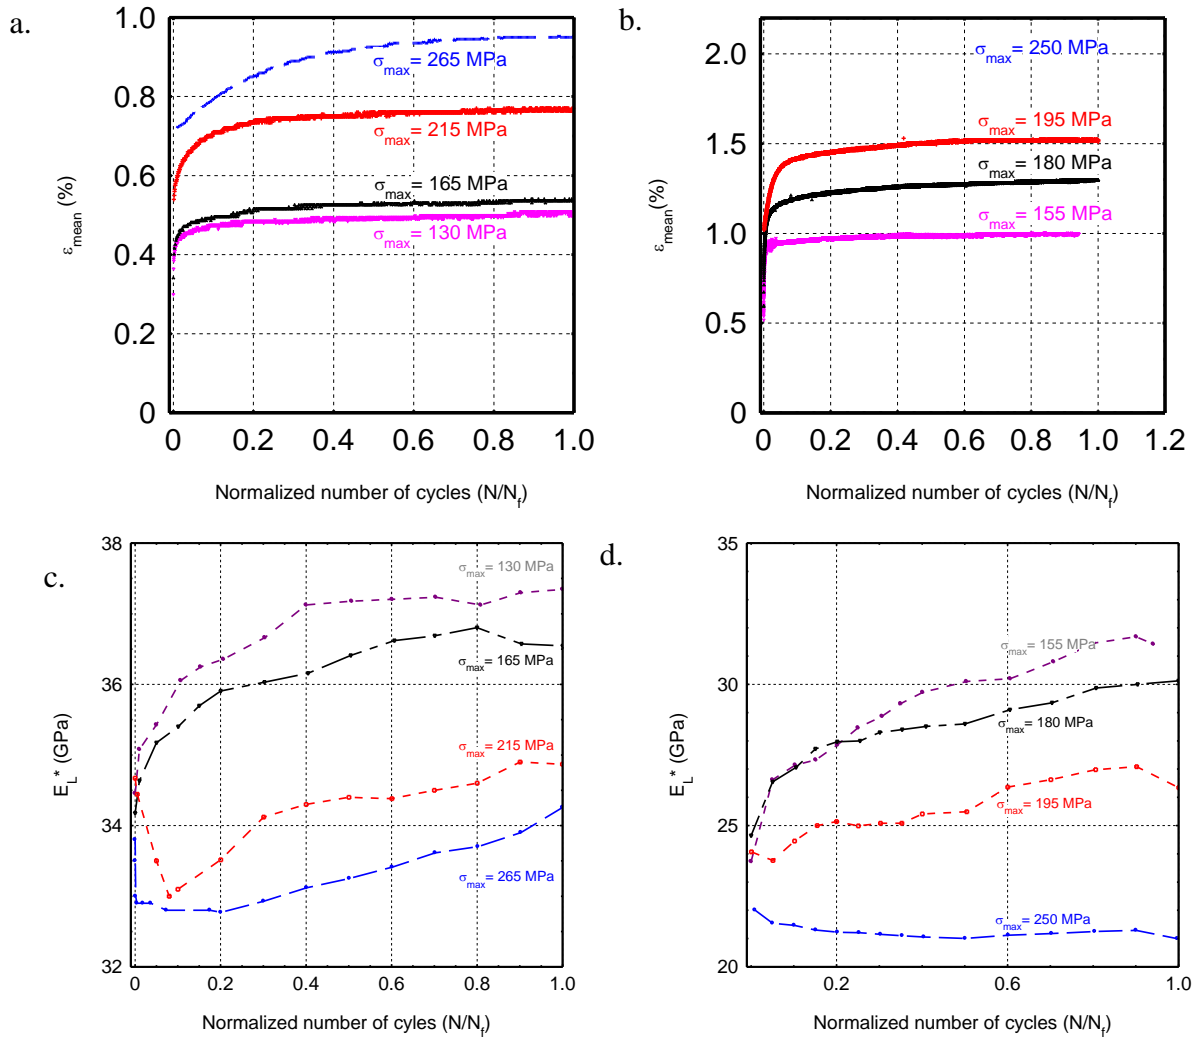 a.
1.0
0.8
0.6
0.4
0.2
0
ε_mean (%)
σ_max = 265 MPa
σ_max = 215 MPa
σ_max = 165 MPa
σ_max = 130 MPa
0 0.2 0.4 0.6 0.8 1.0
Normalized number of cycles (N/N_f)
b.
2.0
1.5
1.0
0.5
0
ε_mean (%)
σ_max = 250 MPa
σ_max = 195 MPa
σ_max = 180 MPa
σ_max = 155 MPa
0 0.2 0.4 0.6 0.8 1.0 1.2
Normalized number of cycles (N/N_f)
c.
38
36
34
32
E_L* (GPa)
σ_max = 130 MPa
σ_max = 165 MPa
σ_max = 215 MPa
σ_max = 265 MPa
0 0.2 0.4 0.6 0.8 1.0
Normalized number of cyles (N/N_f)
d.
35
30
25
20
E_L* (GPa)
σ_max = 155 MPa
σ_max = 180 MPa
σ_max = 195 MPa
σ_max = 250 MPa
0.2 0.6 1.0
Normalized number of cycles (N/N_f)